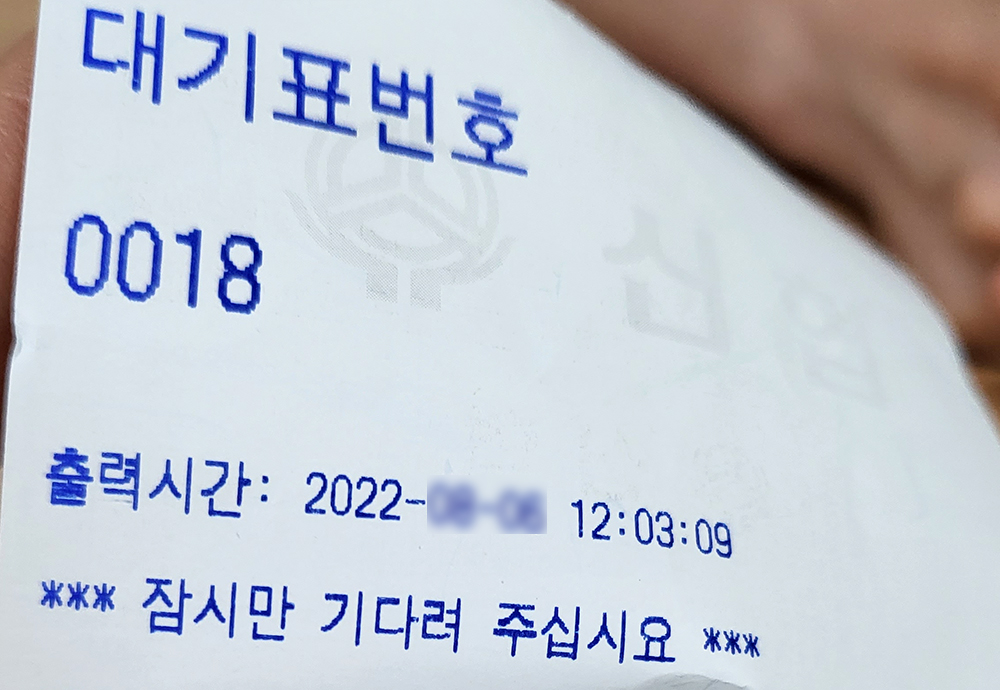 대기표번호
0018
출력시간: 2022- 12:03:09
*** 잠시만 기다려 주십시요 ***